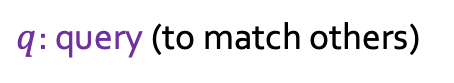 q: query (to match others)